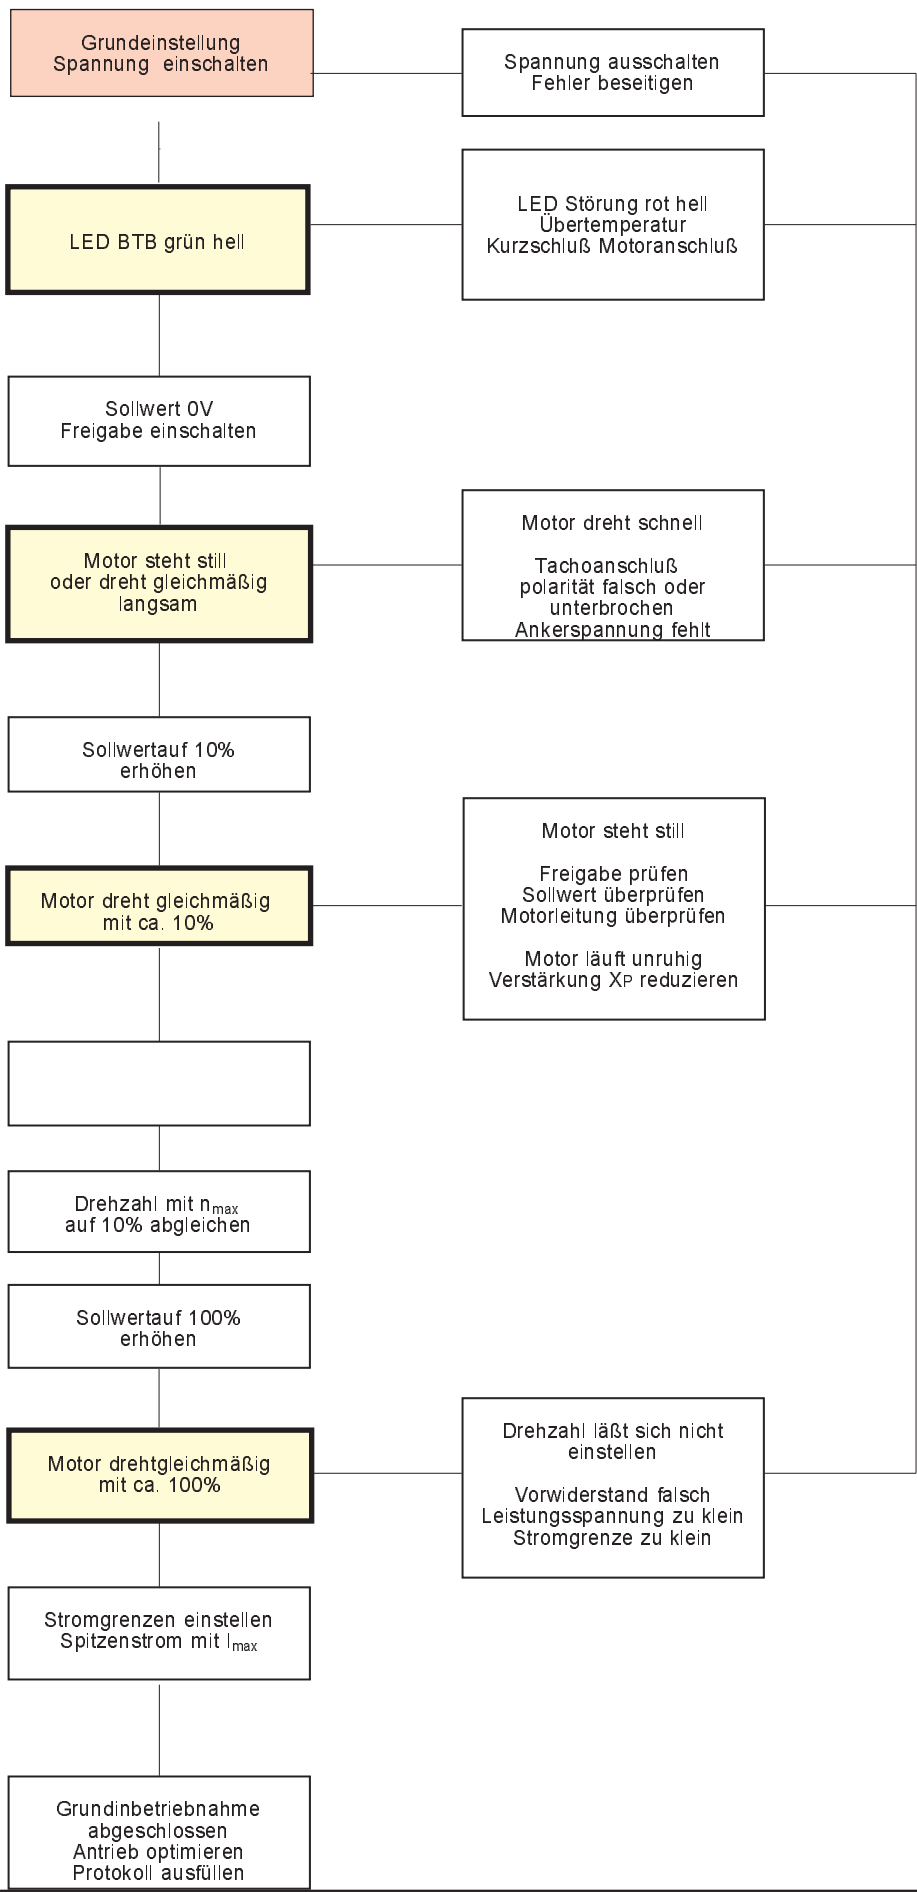 Grundeinstellung
Spannung einschalten
Spannung ausschalten
Fehler beseitigen
LED BTB grün hell
LED Störung rot hell
Übertemperatur
Kurzschluß Motoranschluß
Sollwert 0V
Freigabe einschalten
Motor steht still
oder dreht gleichmäßig
langsam
Motor dreht schnell
Tachoanschluß
polarität falsch oder
unterbrochen
Ankerspannung fehlt
Sollwertauf 10%
erhöhen
Motor dreht gleichmäßig
mit ca. 10%
Motor steht still
Freigabe prüfen
Sollwert überprüfen
Motorleitung überprüfen
Motor läuft unruhig
Verstärkung XP reduzieren
Drehzahl mit nmax
auf 10% abgleichen
Sollwertauf 100%
erhöhen
Motor drehtgleichmäßig
mit ca. 100%
Drehzahl läßt sich nicht
einstellen
Vorwiderstand falsch
Leistungsspannung zu klein
Stromgrenze zu klein
Stromgrenzen einstellen
Spitzenstrom mit Imax
Grundinbetriebnahme
abgeschlossen
Antrieb optimieren
Protokoll ausfüllen